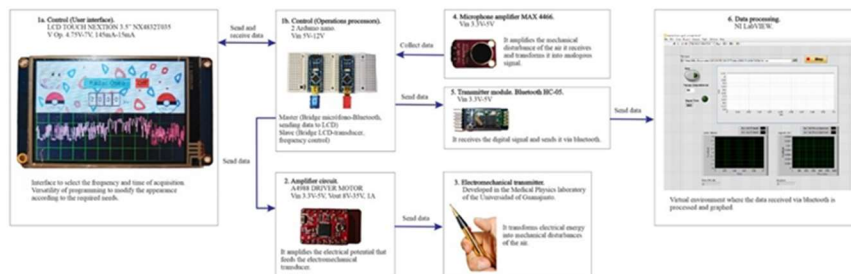 1a. Control (User interface).
LCD TOUCH NEXTION 3.5" NX4832T035
V Op. 4.75V-7V, 145mA-15mA
Interface to select the frequency and time of acquisition.
Versatility of programming to modify the appearance
according to the required needs.
Send and
receive data
Send data
1b. Control (Operations processors).
2 Arduino nano.
Vin 5V-12V
Master (Bridge micrófono-Bluetooth,
sending data to LCD)
Slave (Bridge LCD-transducer,
frequency control)
Collect data
Send data
4. Microphone amplifier MAX 4466.
Vin 3.3V-5V
It amplifies the mechanical
disturbance of the air it receives
and transforms it into analogous
signal.
5. Transmitter module. Bluetooth HC-05.
Vin 3.3V-5V
It receives the digital signal and sends it via bluetooth.
Send data
2. Amplifier circuit.
A4988 DRIVER MOTOR
Vin 3.3V-5V, Vout 8V-35V, 1A
It amplifies the electrical potential that
feeds the electromechanical
transducer.
Send data
3. Electromechanical transmitter.
Developed in the Medical Physics laboratory
of the Universidad of Guanajuato.
It transforms electrical energy
into mechanical disturbances
of the air.
6. Data processing.
NI LabVIEW.
Virtual environment where the data received via bluetooth is
processed and graphed.